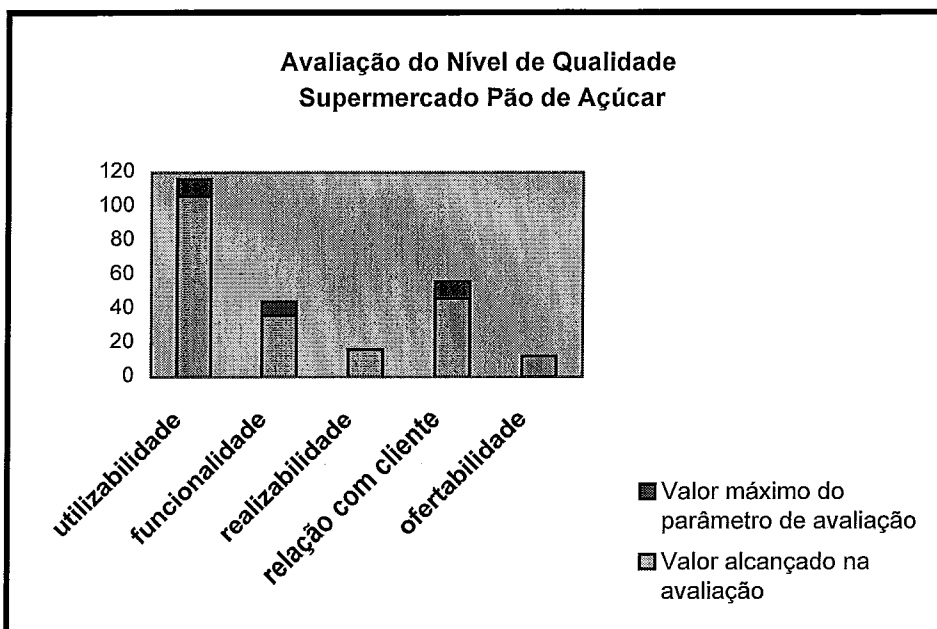 Avaliação do Nível de Qualidade
Supermercado Pão de Açúcar
120
100
80
60
40
20
0
utilizabilidade
funcionalidade
realizabilidade
relação com cliente
ofertabilidade
Valor máximo do
parâmetro de avaliação
Valor alcançado na
avaliação